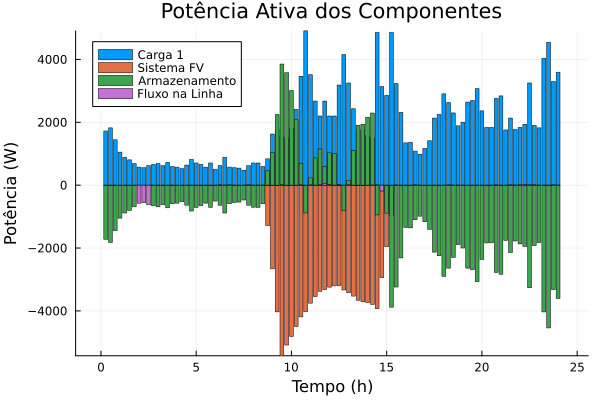 Potência Ativa dos Componentes
Carga 1
Sistema FV
Armazenamento
Fluxo na Linha
Potência (W)
4000
2000
0
−2000
−4000
0 5 10 15 20 25
Tempo (h)